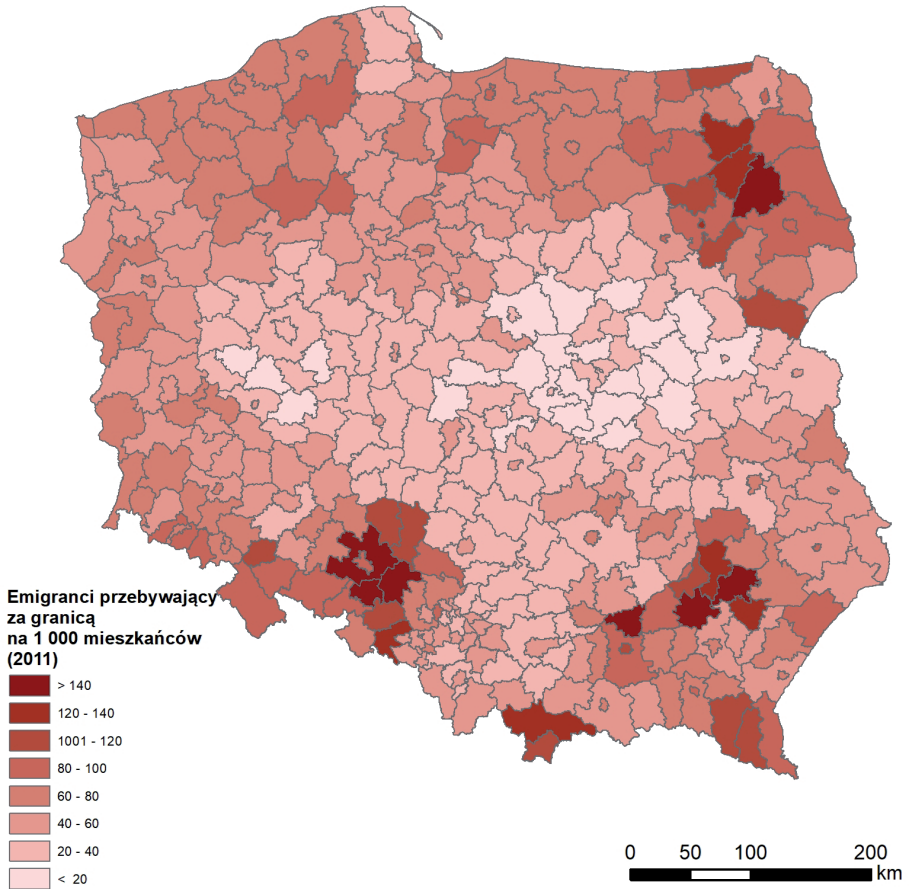 Emigranci przebywający
za granicą
na 1 000 mieszkańców
(2011)
> 140
120 - 140
1001 - 120
80 - 100
60 - 80
40 - 60
20 - 40
< 20
0 50 100 200
km